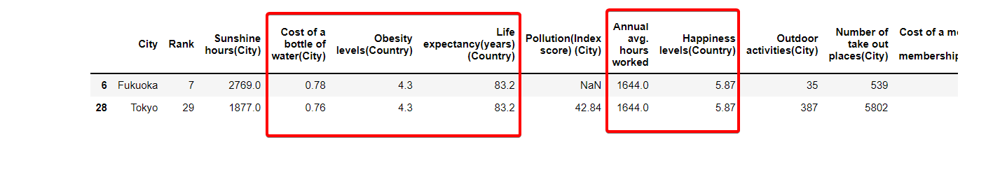 City Rank Sunshine hours(City) Cost of a bottle of water(City) Obesity levels(Country) Life expectancy(years) (Country) Pollution(Index score) (City) Annual avg. hours worked Happiness levels(Country) Outdoor activities(City) Number of take out places(City) Cost of a membership
6 Fukuoka 7 2769.0 0.78 4.3 83.2 NaN 1644.0 5.87 35 539
28 Tokyo 29 1877.0 0.76 4.3 83.2 42.84 1644.0 5.87 387 5802